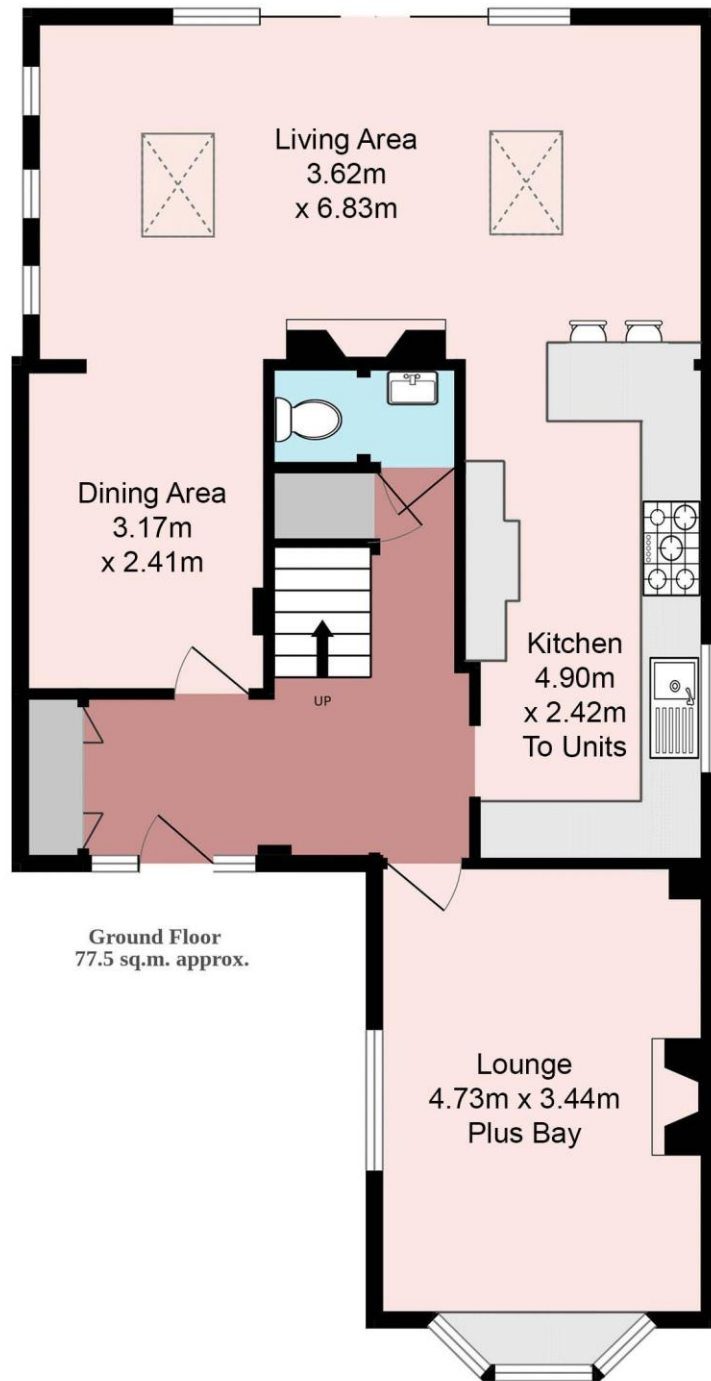 Living Area
3.62m
x 6.83m
Dining Area
3.17m
x 2.41m
Kitchen
4.90m
x 2.42m
To Units
UP
Ground Floor
77.5 sq.m. approx.
Lounge
4.73m x 3.44m
Plus Bay